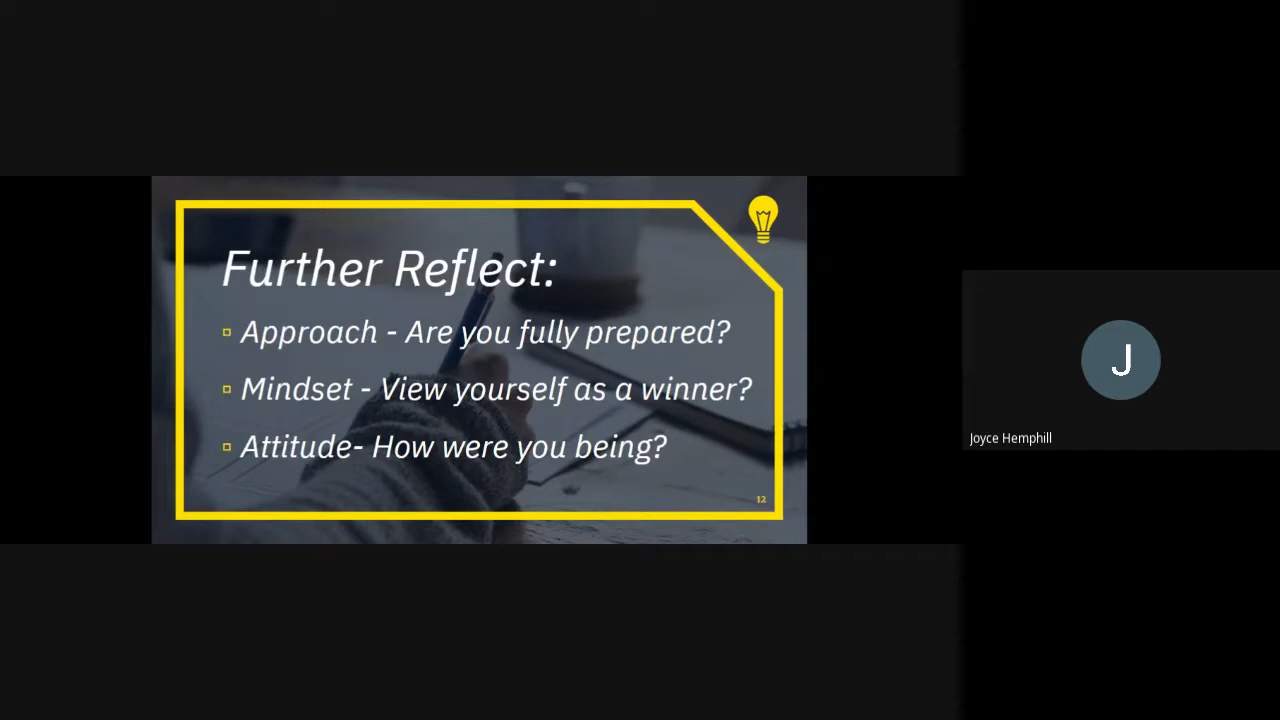 Further Reflect:
▫ Approach - Are you fully prepared?
▫ Mindset - View yourself as a winner?
▫ Attitude- How were you being?
12
J
Joyce Hemphill